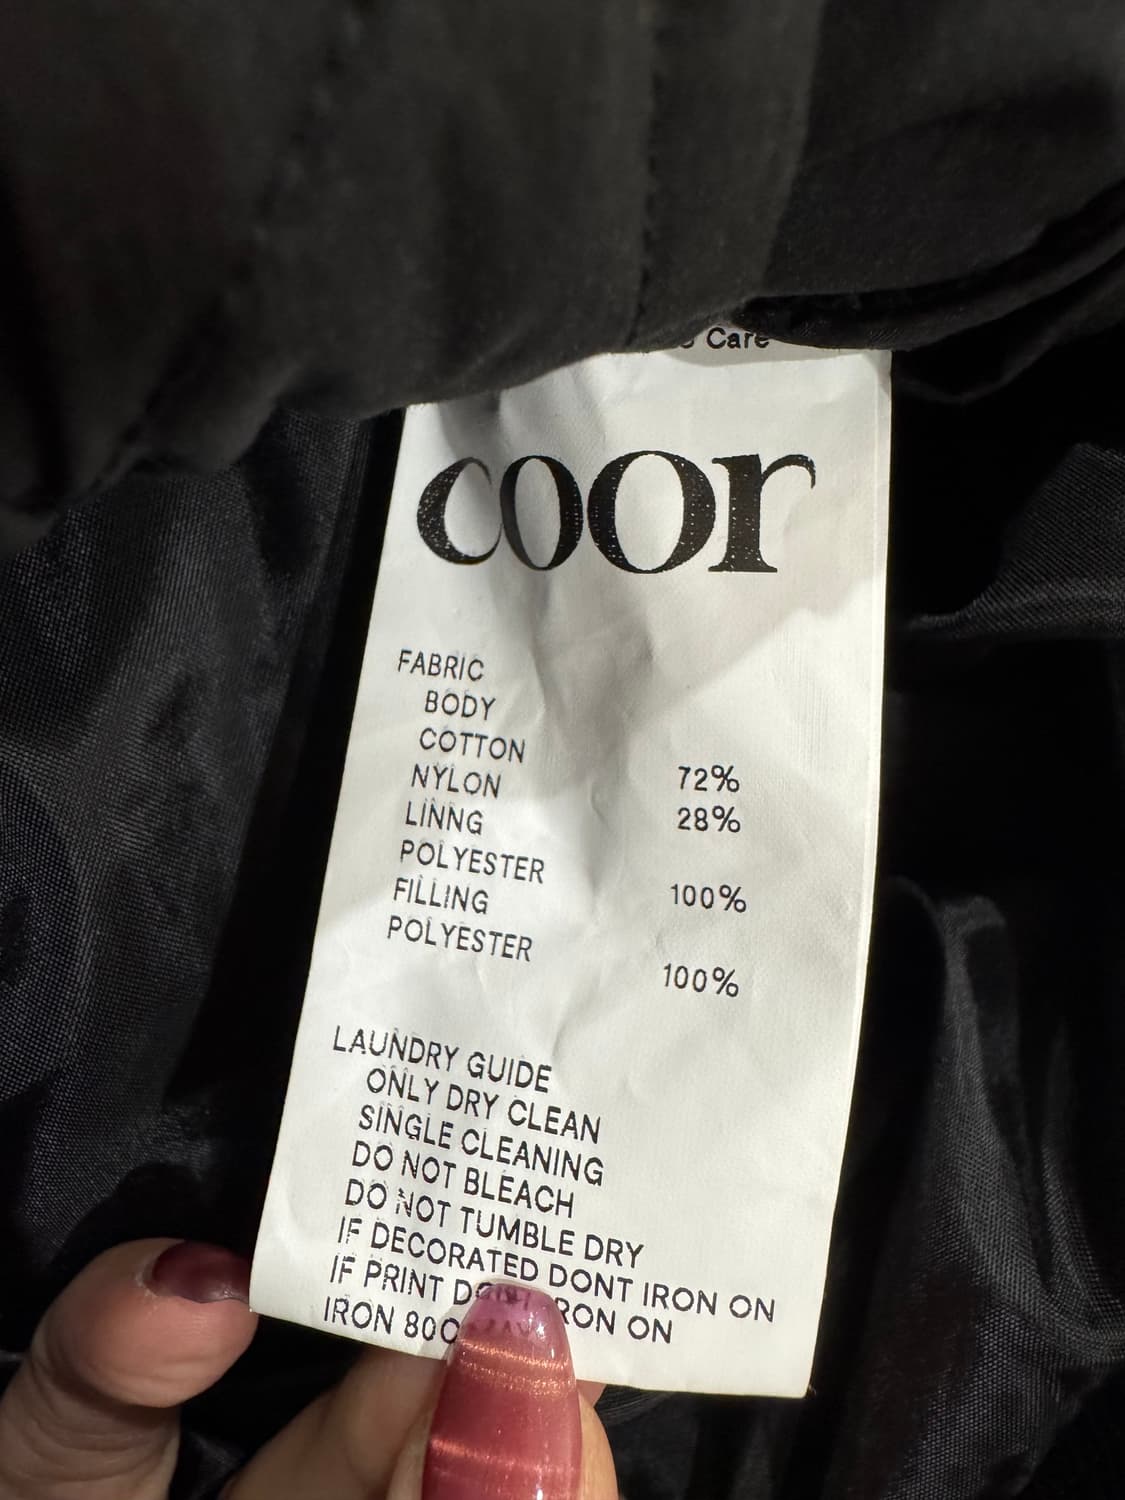 Care
coor
FABRIC
BODY
COTTON 72%
NYLON 28%
LINNG
POLYESTER 100%
FILLING
POLYESTER 100%
LAUNDRY GUIDE
ONLY DRY CLEAN
SINGLE CLEANING
DO NOT BLEACH
DO NOT TUMBLE DRY
IF DECORATED DONT IRON ON
IF PRINT IRON ON
IRON